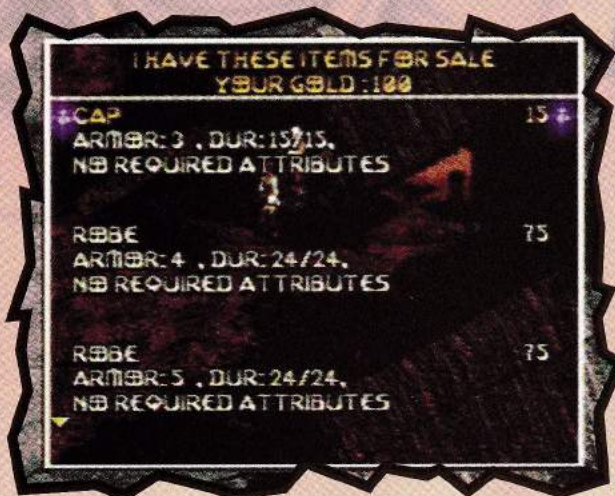 I HAVE THESE ITEMS FOR SALE
YOUR GOLD :100
CAP 15
ARMOR: 3 , DUR: 15/15,
NO REQUIRED ATTRIBUTES
ROBE 75
ARMOR: 4 , DUR: 24/24,
NO REQUIRED ATTRIBUTES
ROBE 75
ARMOR: 5 , DUR: 24/24,
NO REQUIRED ATTRIBUTES